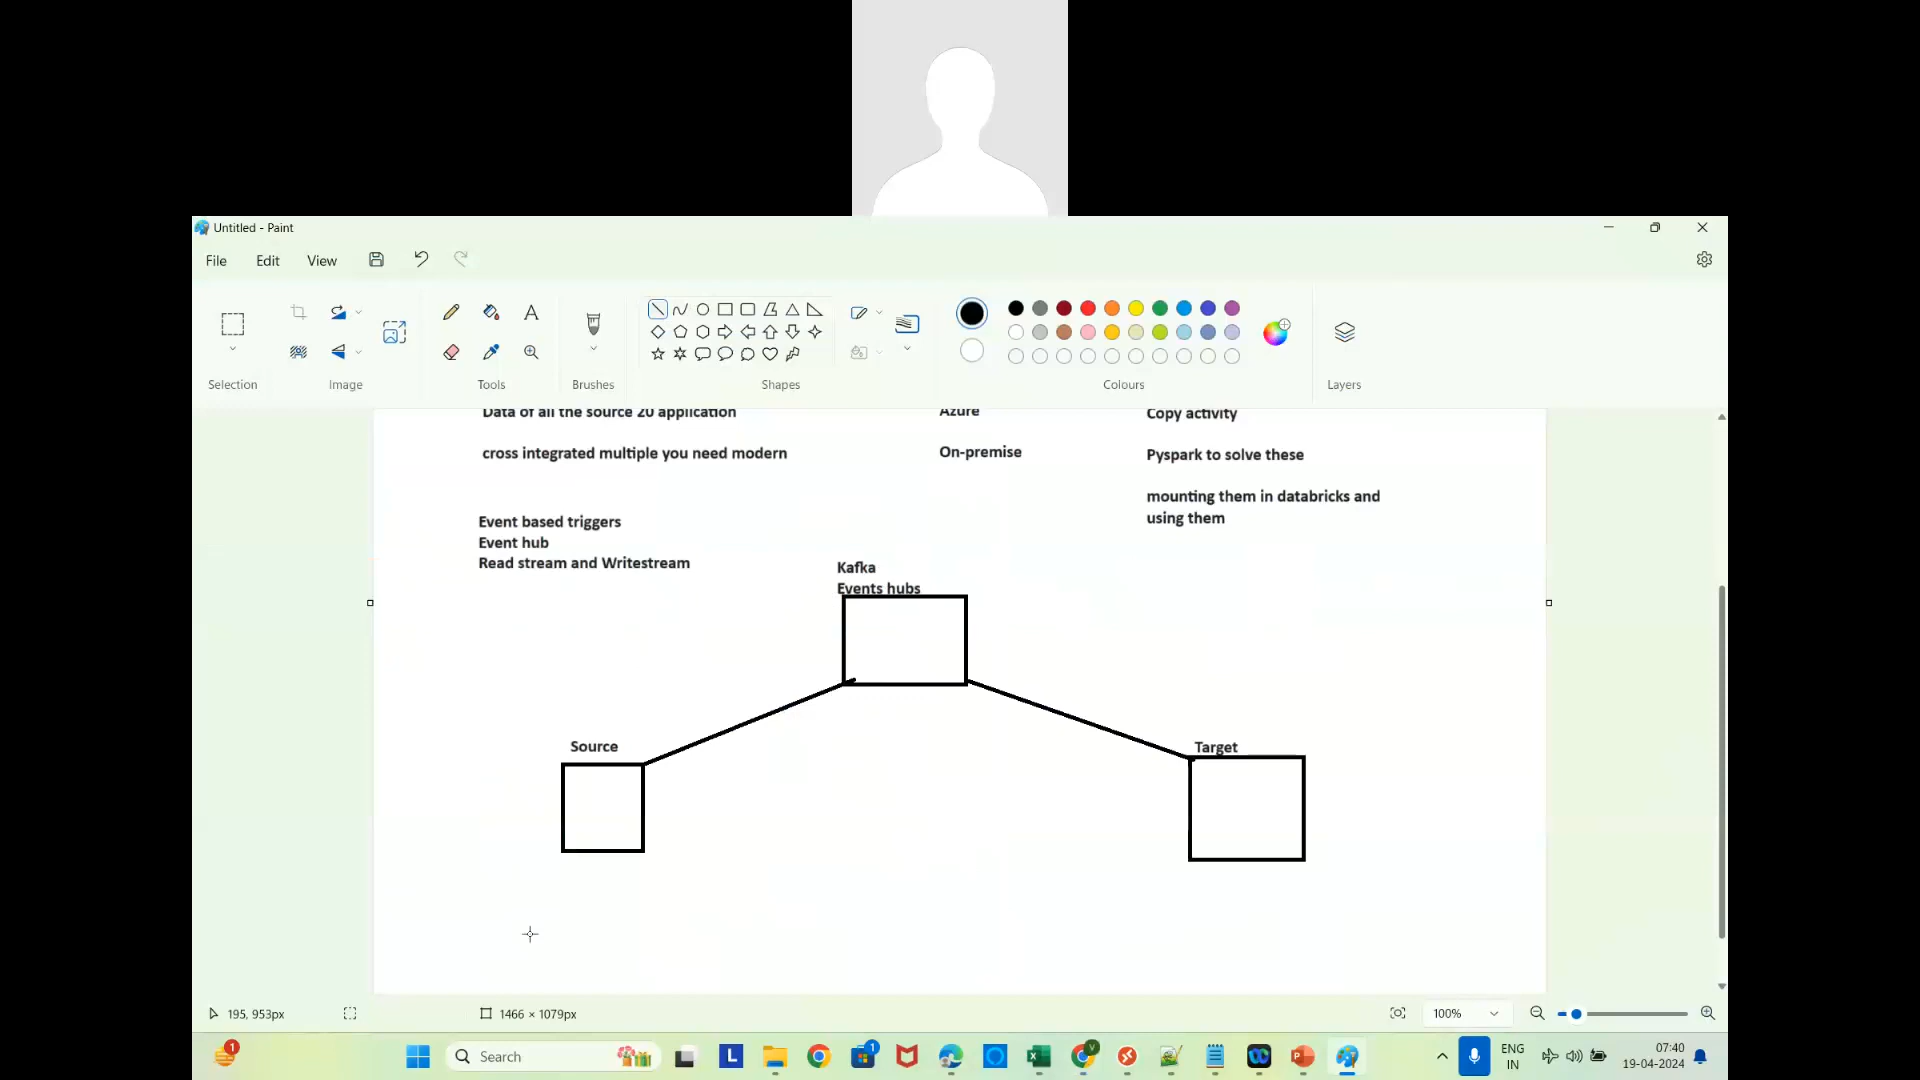 Untitled - Paint
File Edit View
Selection Image Tools Brushes Shapes Colours Layers
Data of all the source 20 application
Azure
Copy activity
cross integrated multiple you need modern
On-premise
Pyspark to solve these
mounting them in databricks and
using them
Event based triggers
Event hub
Read stream and Writestream
Kafka
Events hubs
Source
Target
195, 953px
1466 × 1079px
100%
1
Search
1
ENG
IN
07:40
19-04-2024